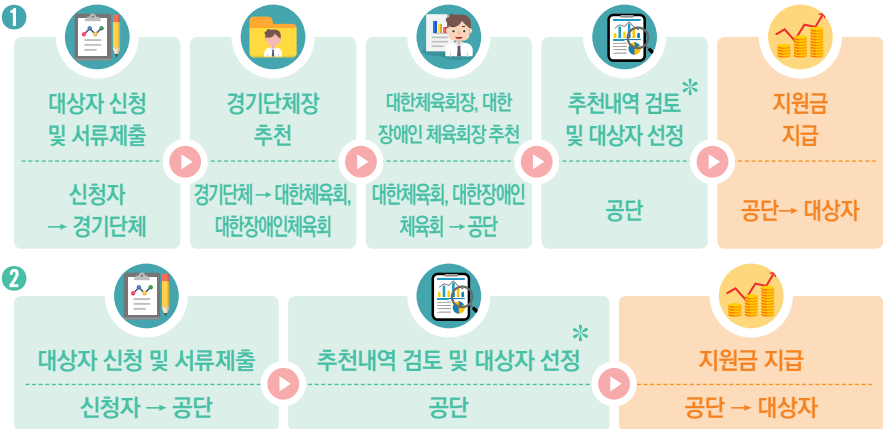 1
대상자 신청
및 서류제출
신청자
→ 경기단체
경기단체장
추천
경기단체 → 대한체육회,
대한장애인체육회
대한체육회장, 대한
장애인 체육회장 추천
대한체육회, 대한장애인
체육회 → 공단
추천내역 검토*
및 대상자 선정
공단
지원금
지급
공단→ 대상자
2
대상자 신청 및 서류제출
신청자 → 공단
추천내역 검토 및 대상자 선정*
공단
지원금 지급
공단 → 대상자